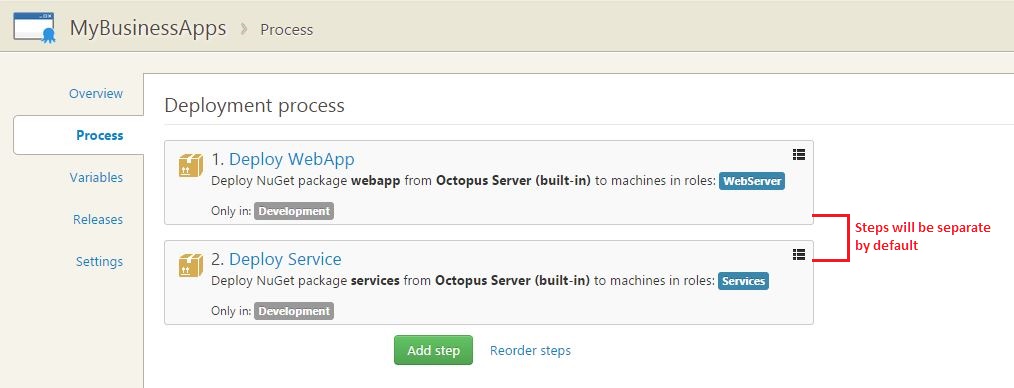 MyBusinessApps › Process
Overview
Process
Variables
Releases
Settings
Deployment process
1. Deploy WebApp
Deploy NuGet package webapp from Octopus Server (built-in) to machines in roles: WebServer
Only in: Development
2. Deploy Service
Deploy NuGet package services from Octopus Server (built-in) to machines in roles: Services
Only in: Development
Steps will be separate
by default
Add step Reorder steps